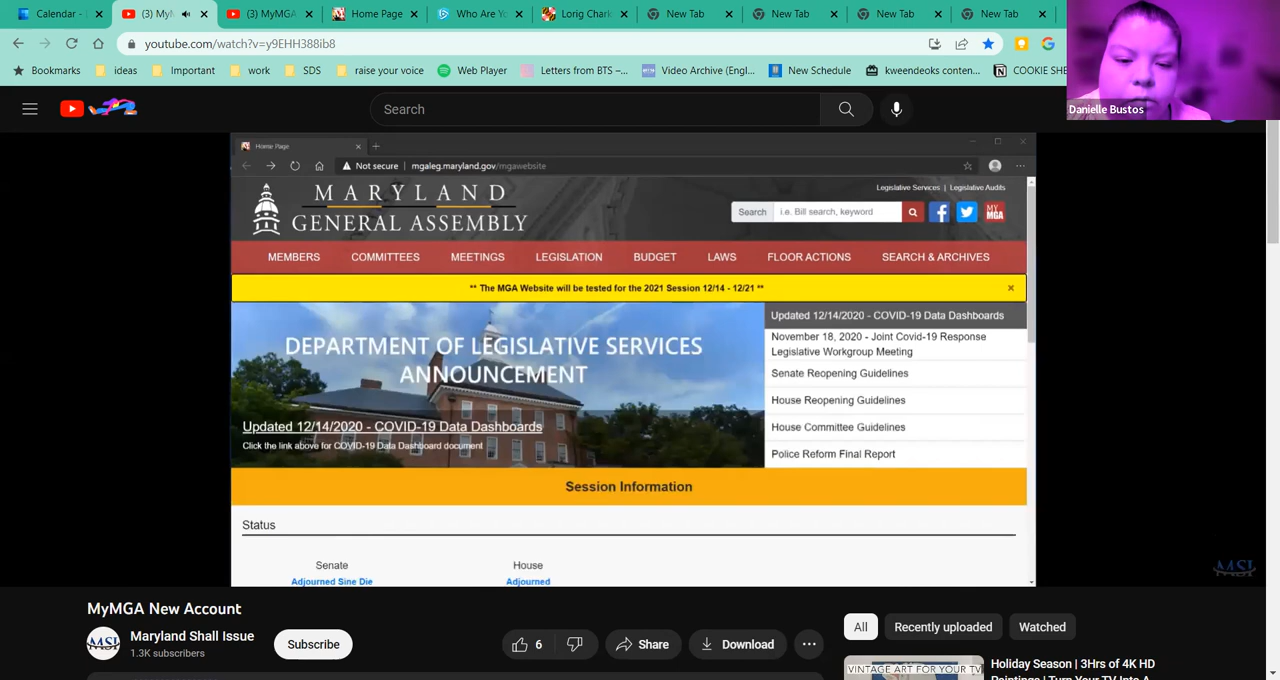 Calendar -
(3) My
(3) MyMGA
Home Page
Who Are Yo
Lorig Chark
New Tab
New Tab
New Tab
New Tab
youtube.com/watch?v=y9EHH388ib8
Bookmarks
ideas
Important
work
SDS
raise your voice
Web Player
Letters from BTS –...
Video Archive (Engl...
New Schedule
kweendeoks conten...
COOKIE SHE
Danielle Bustos
Search
Home Page
Not secure | mgaleg.maryland.gov/mgawebsite
Legislative Services | Legislative Audits
MARYLAND
GENERAL ASSEMBLY
Search i.e. Bill search, keyword
MY
MGA
MEMBERS COMMITTEES MEETINGS LEGISLATION BUDGET LAWS FLOOR ACTIONS SEARCH & ARCHIVES
** The MGA Website will be tested for the 2021 Session 12/14 - 12/21 **
DEPARTMENT OF LEGISLATIVE SERVICES
ANNOUNCEMENT
Updated 12/14/2020 - COVID-19 Data Dashboards
Click the link above for COVID-19 Data Dashboard document
Updated 12/14/2020 - COVID-19 Data Dashboards
November 18, 2020 - Joint Covid-19 Response
Legislative Workgroup Meeting
Senate Reopening Guidelines
House Reopening Guidelines
House Committee Guidelines
Police Reform Final Report
Session Information
Status
Senate
Adjourned Sine Die
House
Adjourned
MSI
MyMGA New Account
MSI
Maryland Shall Issue
1.3K subscribers
Subscribe
6
Share
Download
All
Recently uploaded
Watched
VINTAGE ART FOR YOUR TV
Holiday Season | 3Hrs of 4K HD
Paintings | Turn Your TV Into A